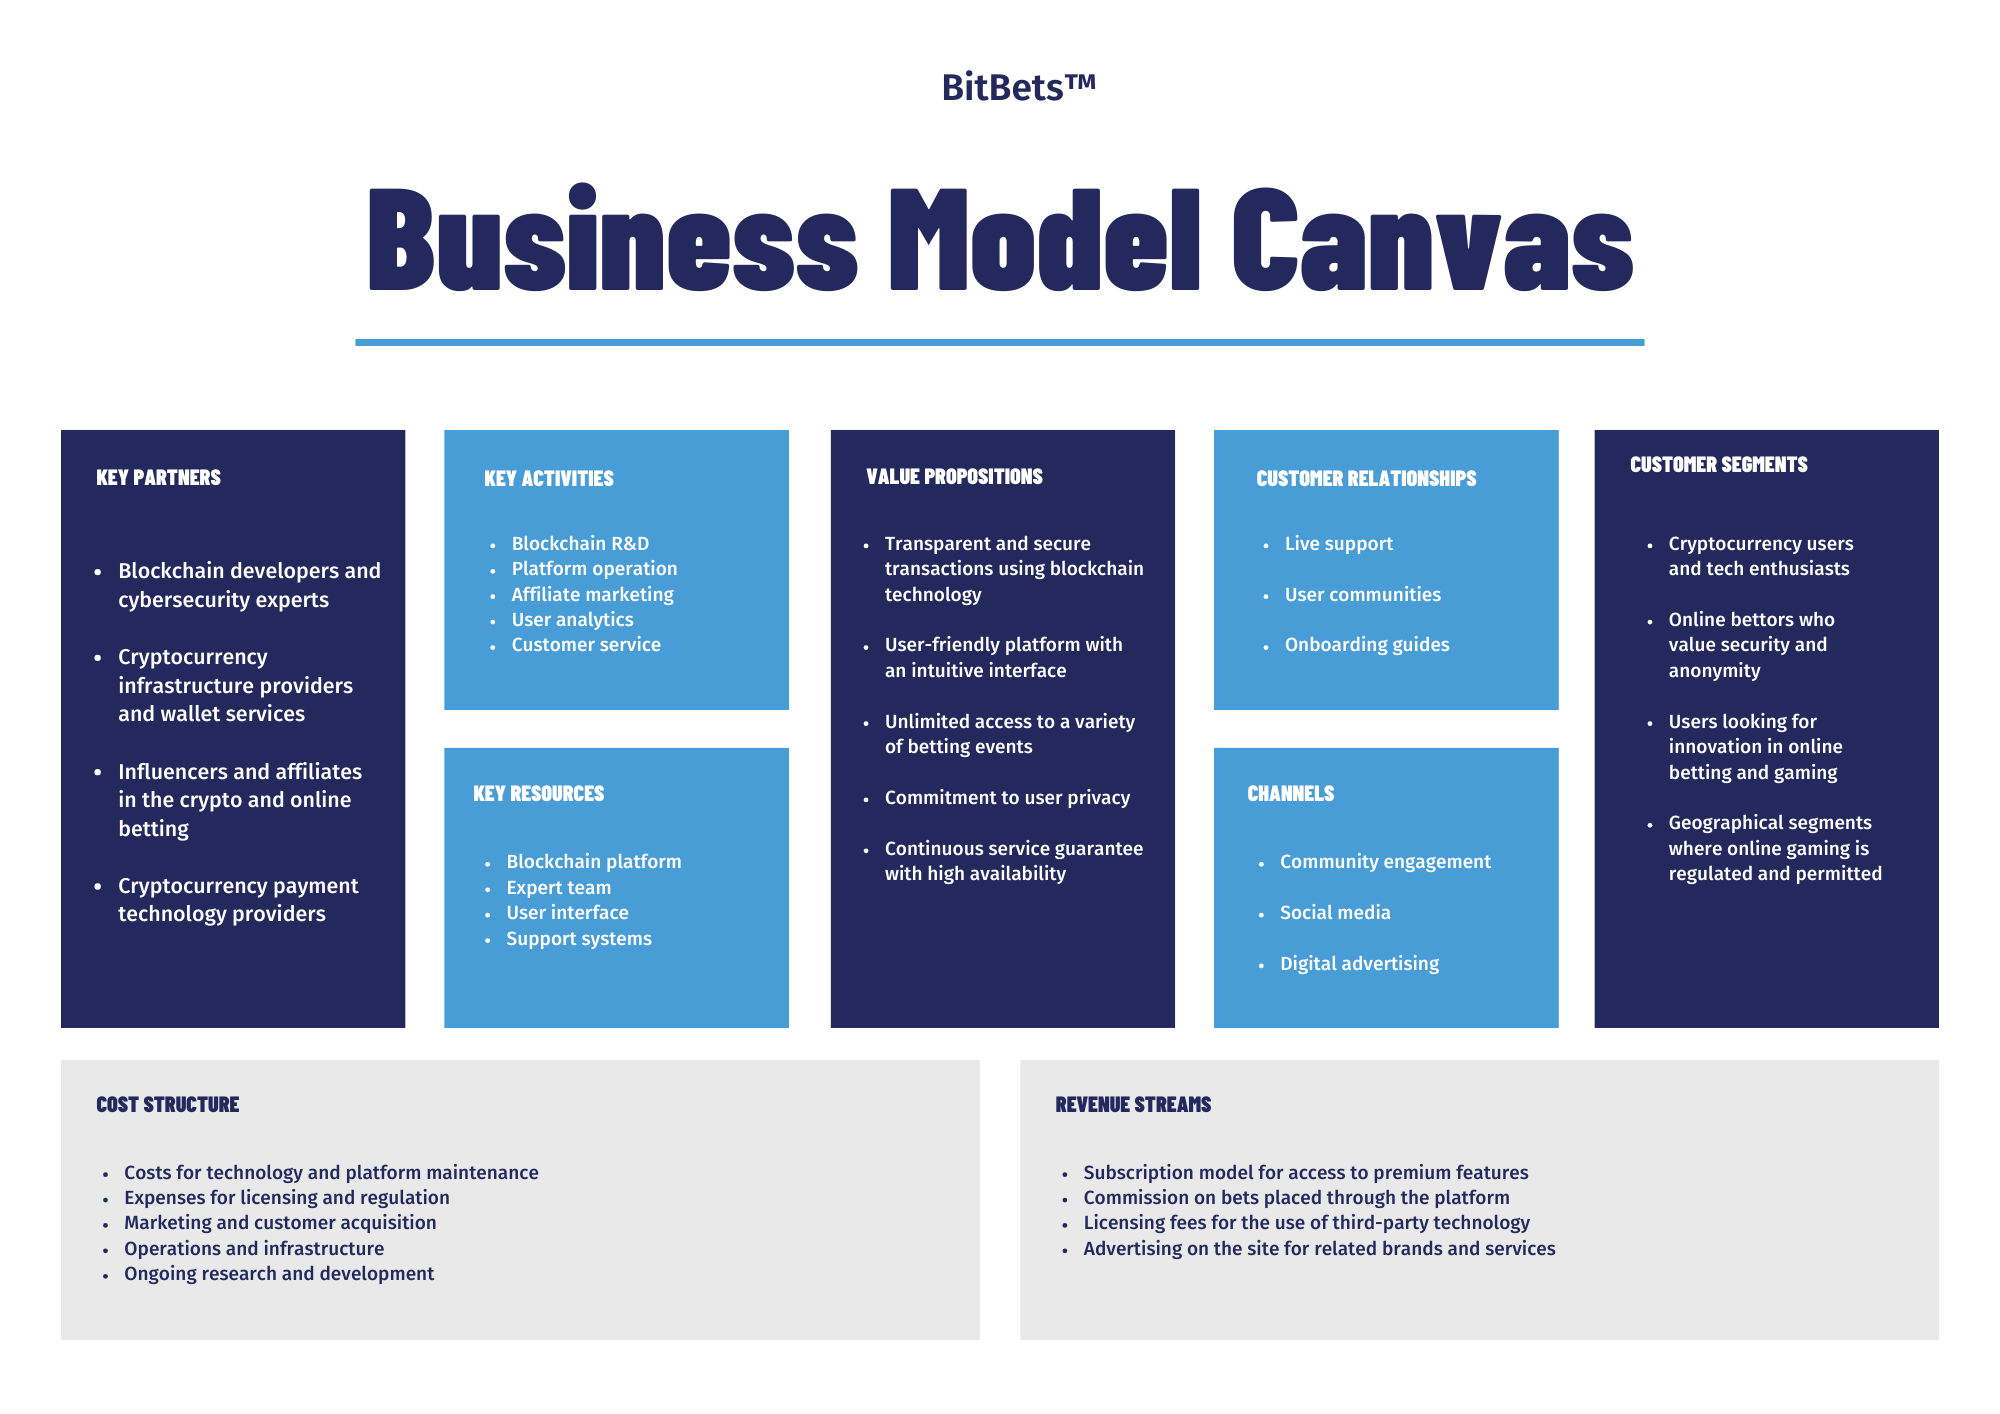 BitBets™
Business Model Canvas
KEY PARTNERS
• Blockchain developers and
cybersecurity experts
• Cryptocurrency
infrastructure providers
and wallet services
• Influencers and affiliates
in the crypto and online
betting
• Cryptocurrency payment
technology providers
KEY ACTIVITIES
• Blockchain R&D
• Platform operation
• Affiliate marketing
• User analytics
• Customer service
KEY RESOURCES
• Blockchain platform
• Expert team
• User interface
• Support systems
VALUE PROPOSITIONS
• Transparent and secure
transactions using blockchain
technology
• User-friendly platform with
an intuitive interface
• Unlimited access to a variety
of betting events
• Commitment to user privacy
• Continuous service guarantee
with high availability
CUSTOMER RELATIONSHIPS
• Live support
• User communities
• Onboarding guides
CHANNELS
• Community engagement
• Social media
• Digital advertising
CUSTOMER SEGMENTS
• Cryptocurrency users
and tech enthusiasts
• Online bettors who
value security and
anonymity
• Users looking for
innovation in online
betting and gaming
• Geographical segments
where online gaming is
regulated and permitted
COST STRUCTURE
• Costs for technology and platform maintenance
• Expenses for licensing and regulation
• Marketing and customer acquisition
• Operations and infrastructure
• Ongoing research and development
REVENUE STREAMS
• Subscription model for access to premium features
• Commission on bets placed through the platform
• Licensing fees for the use of third-party technology
• Advertising on the site for related brands and services